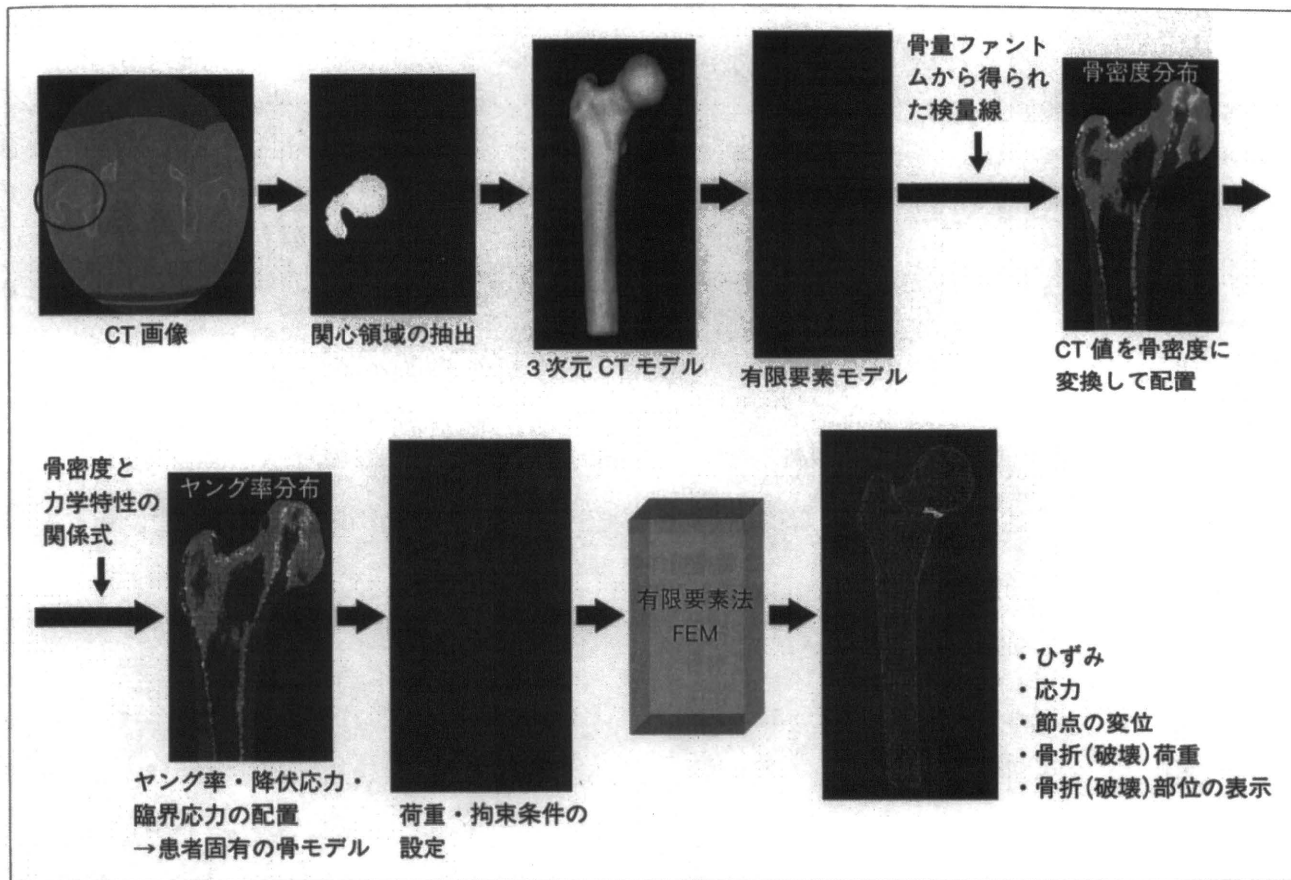 骨量ファント
ムから得られ
た検量線
骨密度分布
CT 画像
関心領域の抽出
3 次元 CT モデル
有限要素モデル
CT 値を骨密度に
変換して配置
骨密度と
力学特性の
関係式
ヤング率分布
有限要素法
FEM
ヤング率・降伏応力・
臨界応力の配置
→患者固有の骨モデル
荷重・拘束条件の
設定
・ひずみ
・応力
・節点の変位
・骨折(破壊)荷重
・骨折(破壊)部位の表示